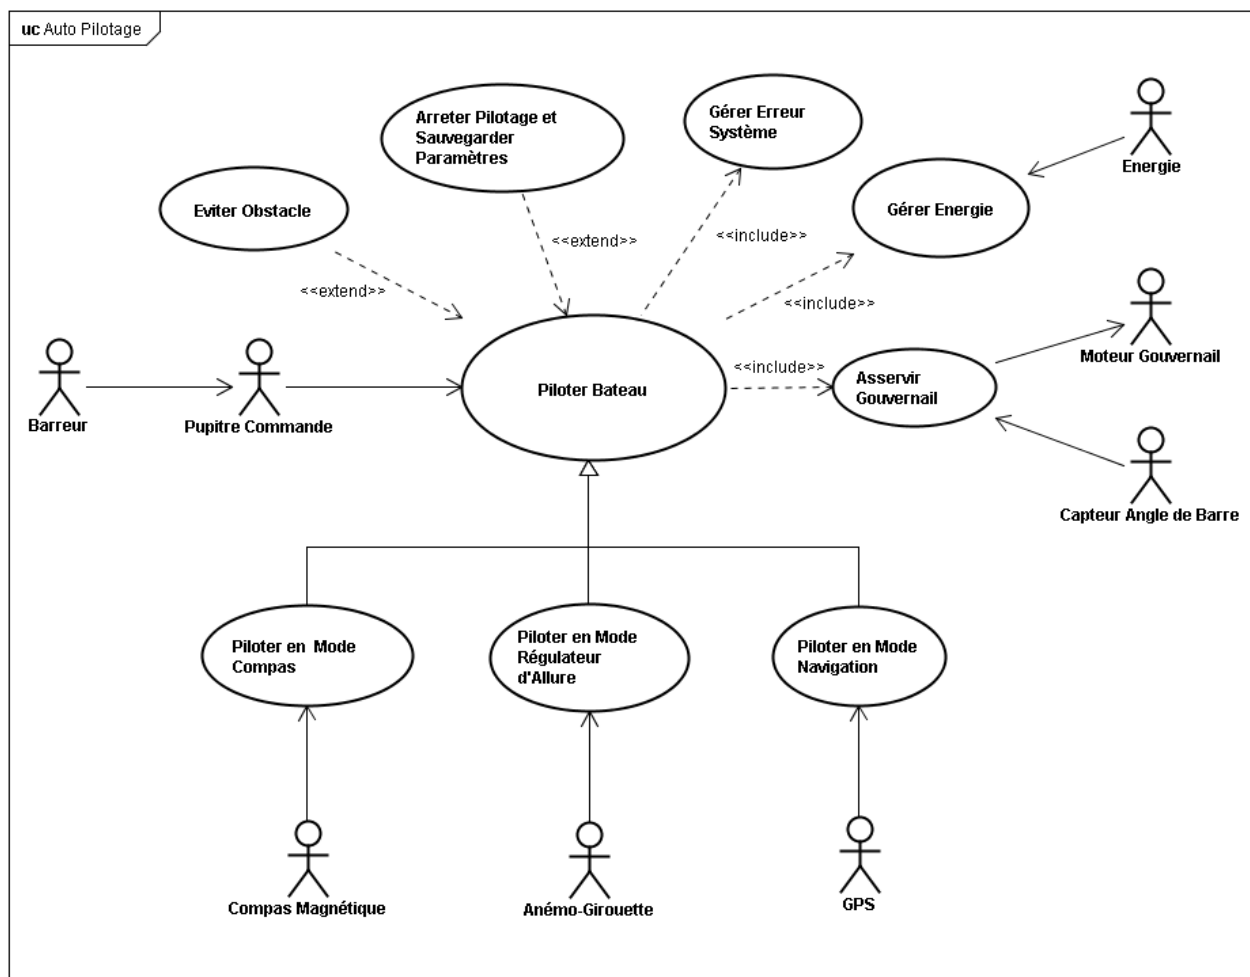 uc Auto Pilotage
Arreter Pilotage et
Sauvegarder
Paramètres
Gérer Erreur
Système
Energie
Eviter Obstacle
Gérer Energie
<<extend>>
<<include>>
<<extend>>
<<include>>
Moteur Gouvernail
<<include>>
Piloter Bateau
Asservir
Gouvernail
Barreur
Pupitre Commande
Capteur Angle de Barre
Piloter en  Mode
Compas
Piloter en Mode
Régulateur
d'Allure
Piloter en Mode
Navigation
Compas Magnétique
Anémo-Girouette
GPS